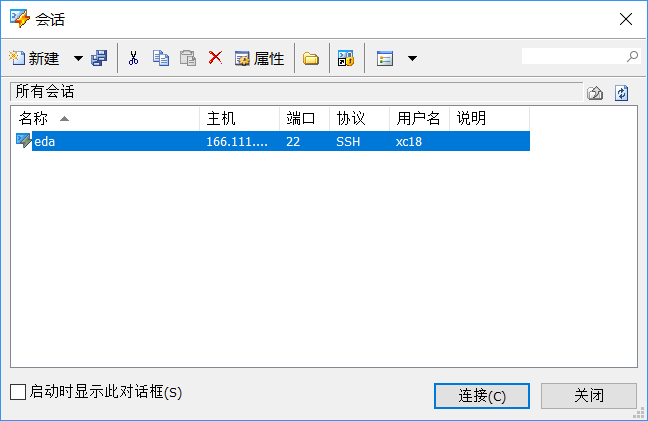 会话
新建 属性
所有会话
名称 主机 端口 协议 用户名 说明
eda 166.111.... 22 SSH xc18
启动时显示此对话框(S)
连接(C) 关闭